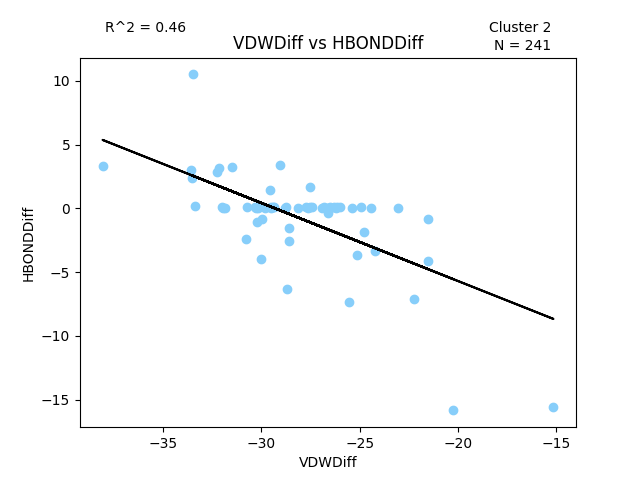 R^2 = 0.46
Cluster 2
N = 241
VDWDiff vs HBONDDiff
10
5
0
−5
−10
−15
HBONDDiff
−35 −30 −25 −20 −15
VDWDiff